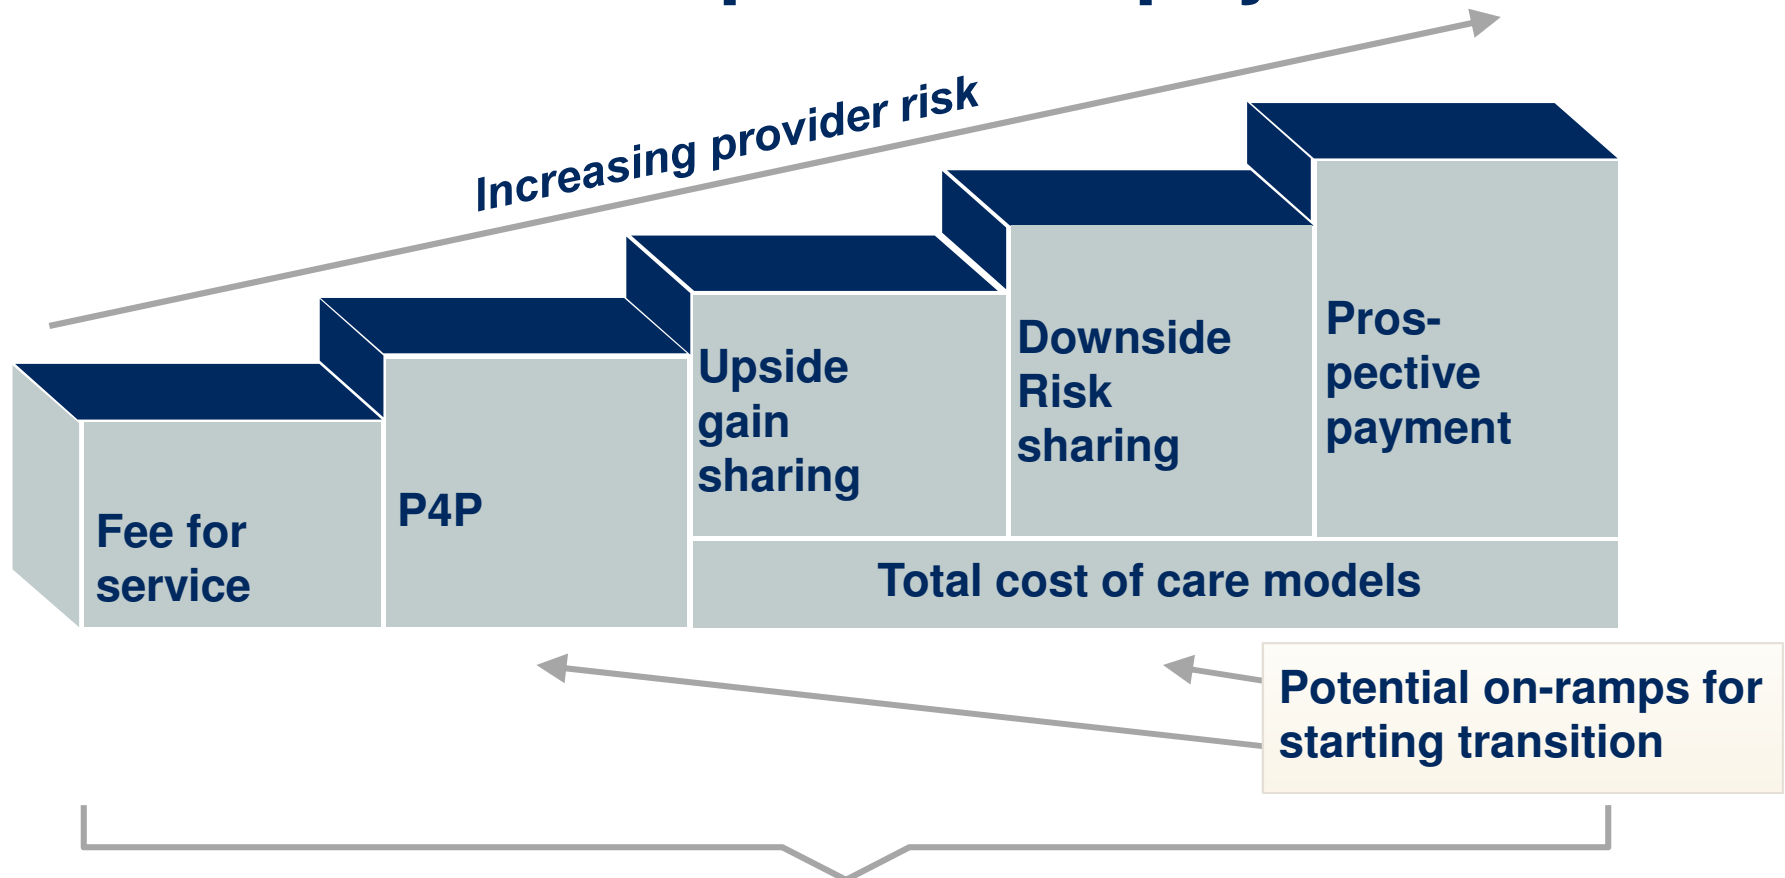 Increasing provider risk
Fee for
service
P4P
Upside
gain
sharing
Downside
Risk
sharing
Pros-
pective
payment
Total cost of care models
Potential on-ramps for
starting transition